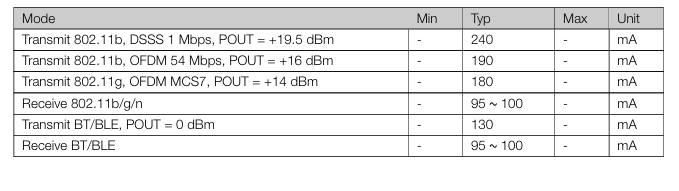 Mode Min Typ Max Unit
Transmit 802.11b, DSSS 1 Mbps, POUT = +19.5 dBm - 240 - mA
Transmit 802.11b, OFDM 54 Mbps, POUT = +16 dBm - 190 - mA
Transmit 802.11g, OFDM MCS7, POUT = +14 dBm - 180 - mA
Receive 802.11b/g/n - 95 ~ 100 - mA
Transmit BT/BLE, POUT = 0 dBm - 130 - mA
Receive BT/BLE - 95 ~ 100 - mA